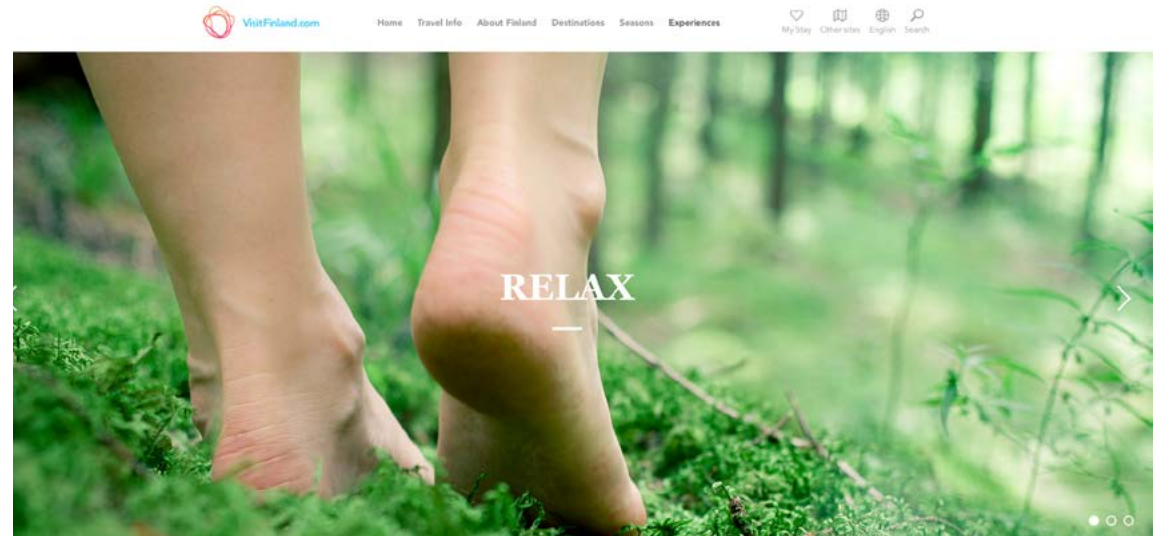 VisitFinland.com
Home Travel Info About Finland Destinations Seasons Experiences
My Stay Other sites English Search
RELAX